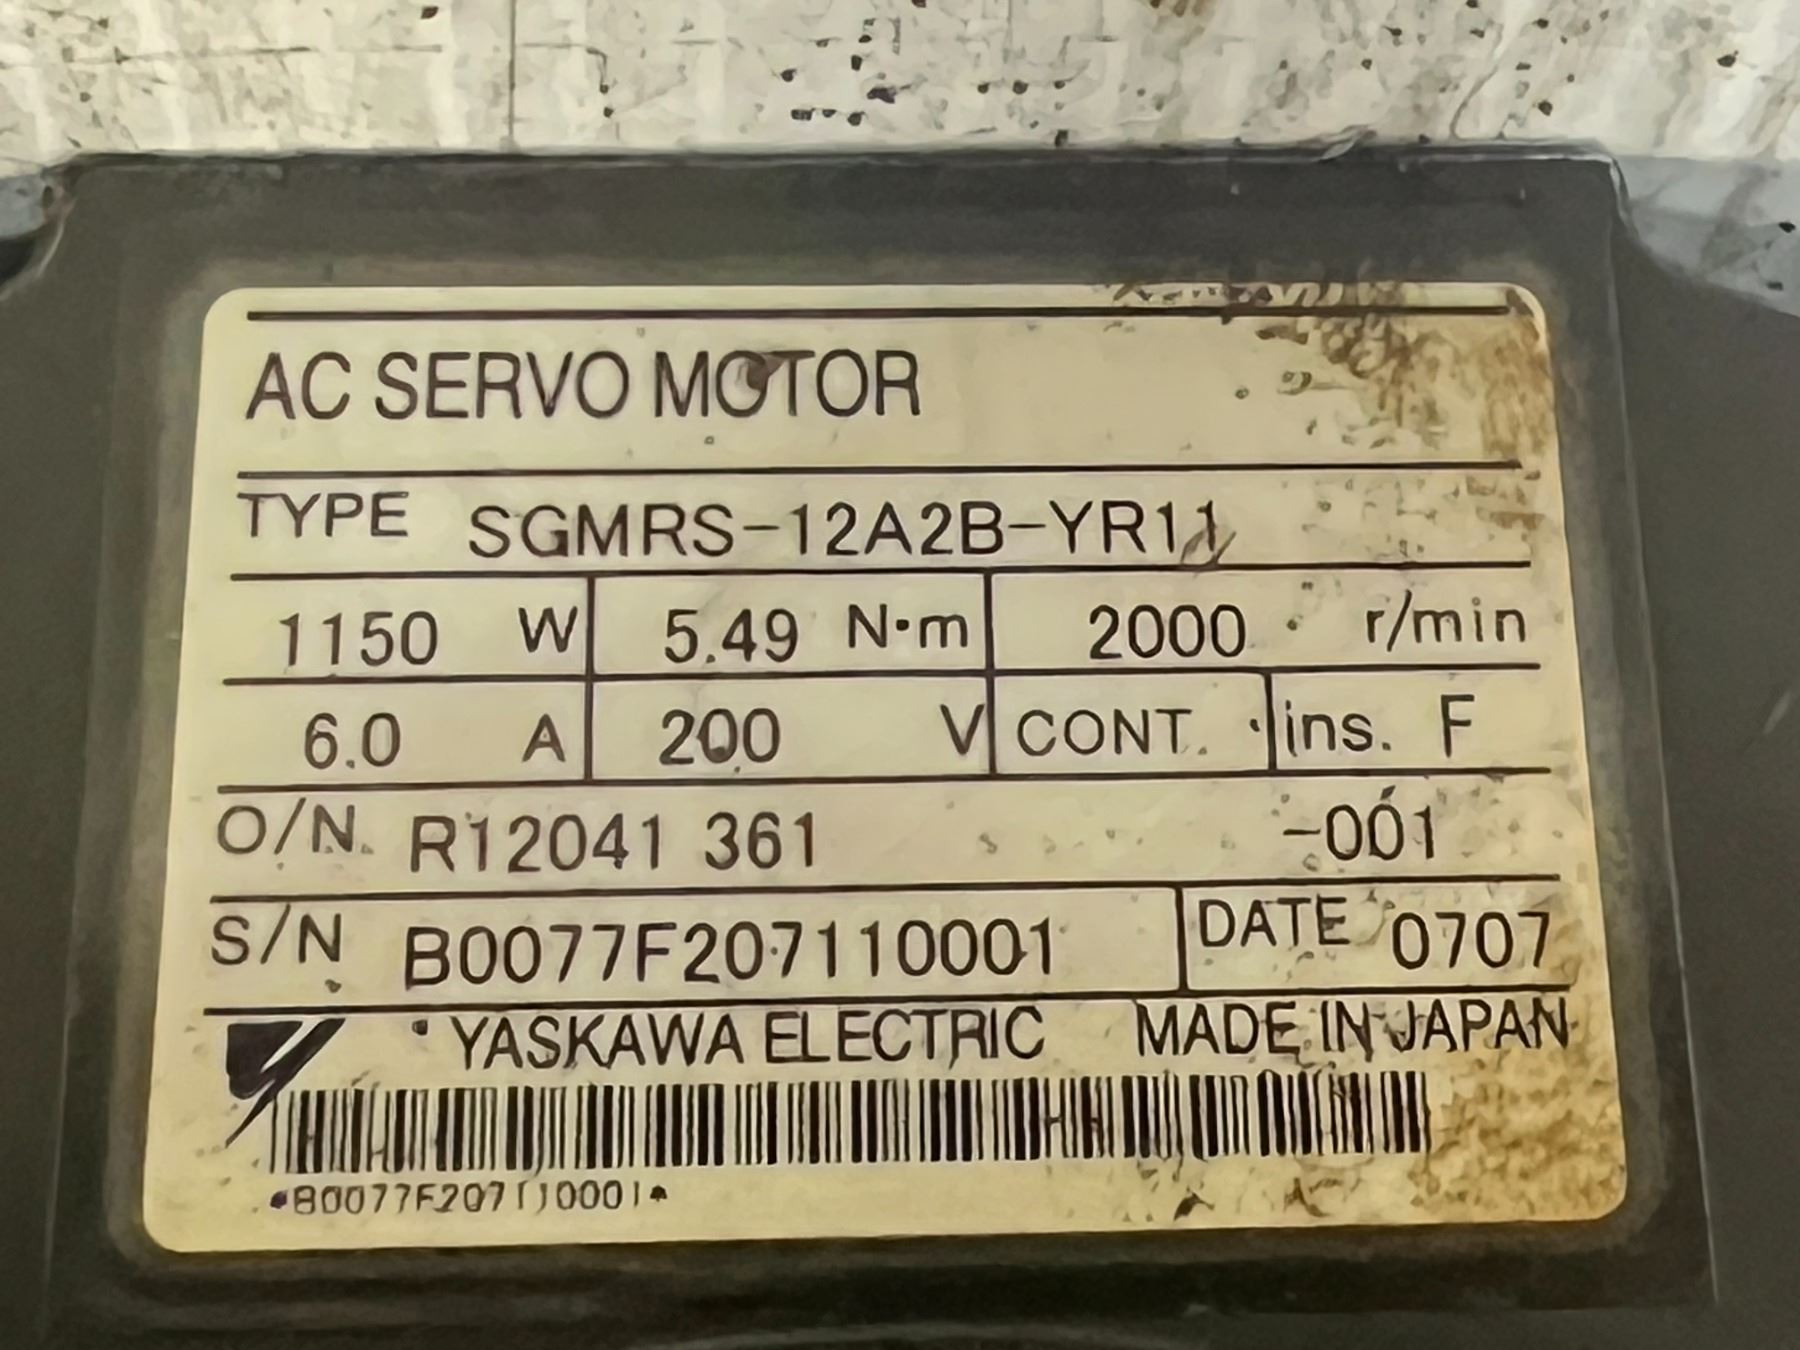 AC SERVO MOTOR
TYPE SGMRS-12A2B-YR11
1150 W 5.49 N·m 2000 r/min
6.0 A 200 V CONT. ins. F
O/N. R12041 361 -001
S/N B0077F207110001 DATE 0707
YASKAWA ELECTRIC MADE IN JAPAN
*B0077F207110001*